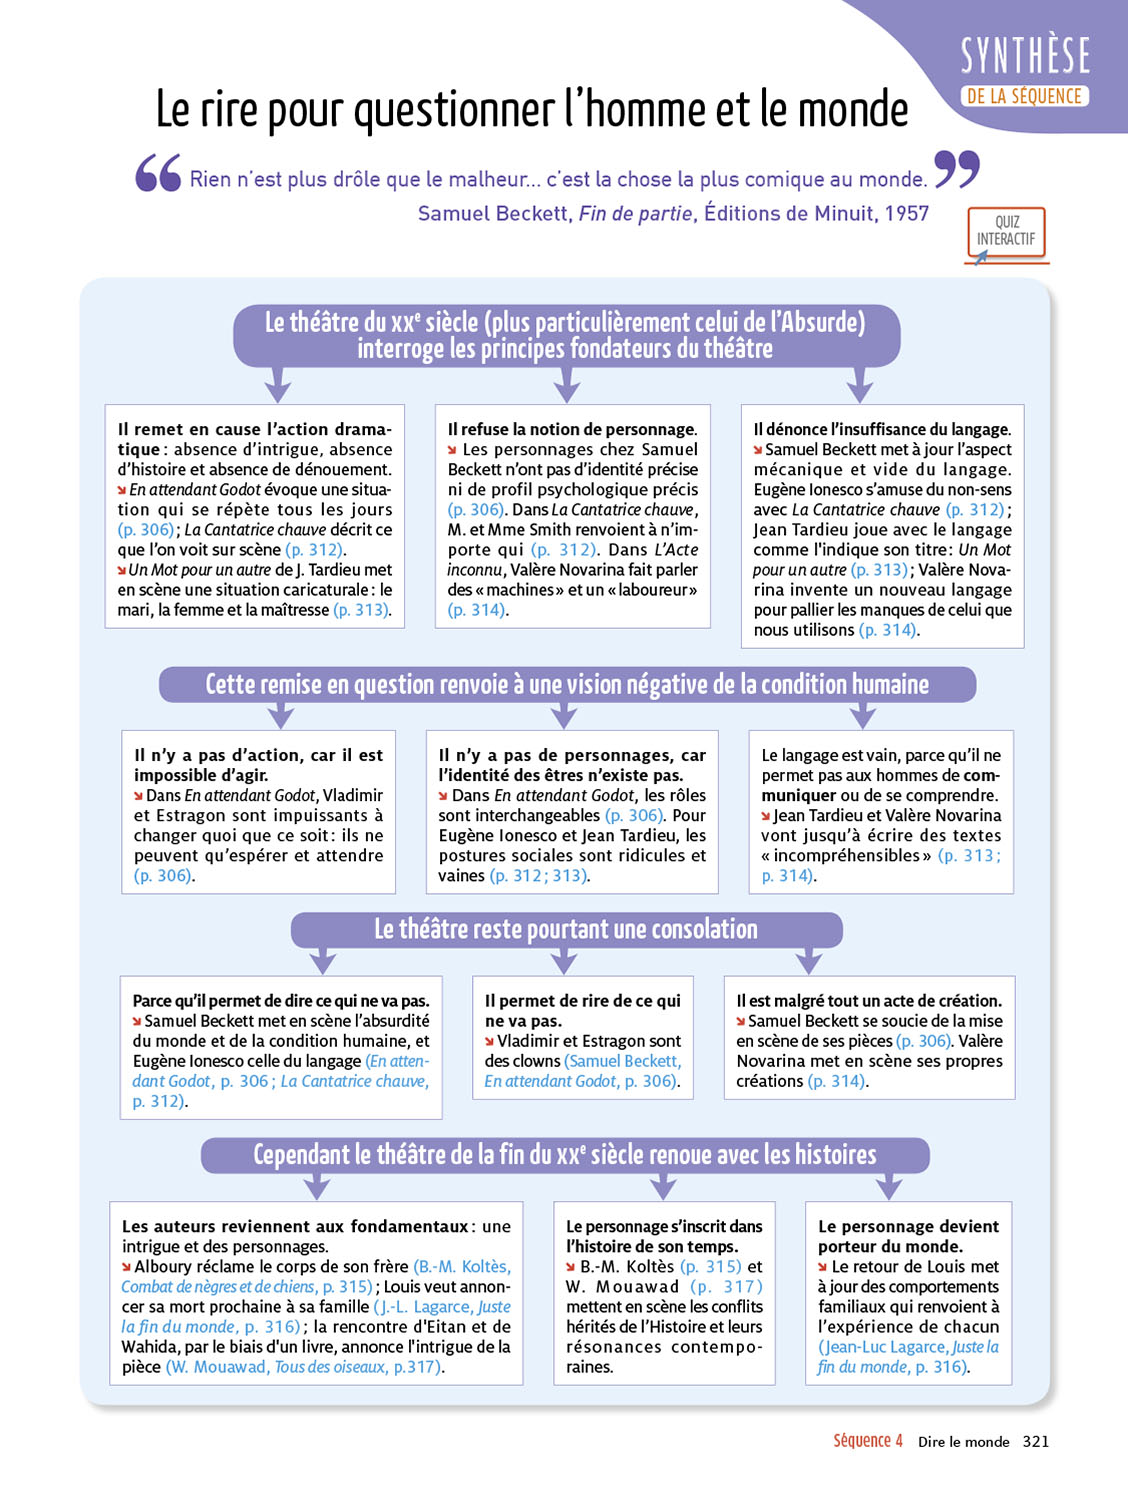 SYNTHÈSE
DE LA SÉQUENCE
Le rire pour questionner l'homme et le monde
“ Rien n'est plus drôle que le malheur... c'est la chose la plus comique au monde. ”
Samuel Beckett, Fin de partie, Éditions de Minuit, 1957
QUIZ
INTERACTIF
Le théâtre du XXe siècle (plus particulièrement celui de l'Absurde)
interroge les principes fondateurs du théâtre
Il remet en cause l'action drama-
tique : absence d'intrigue, absence
d'histoire et absence de dénouement.
En attendant Godot évoque une situa-
tion qui se répète tous les jours
(p. 306) ; La Cantatrice chauve décrit ce
que l'on voit sur scène (p. 312).
Un Mot pour un autre de J. Tardieu met
en scène une situation caricaturale : le
mari, la femme et la maîtresse (p. 313).
Il refuse la notion de personnage.
Les personnages chez Samuel
Beckett n'ont pas d'identité précise
ni de profil psychologique précis
(p. 306). Dans La Cantatrice chauve,
M. et Mme Smith renvoient à n'im-
porte qui (p. 312). Dans L'Acte
inconnu, Valère Novarina fait parler
des « machines » et un « laboureur »
(p. 314).
Il dénonce l'insuffisance du langage.
Samuel Beckett met à jour l'aspect
mécanique et vide du langage.
Eugène Ionesco s'amuse du non-sens
avec La Cantatrice chauve (p. 312) ;
Jean Tardieu joue avec le langage
comme l'indique son titre : Un Mot
pour un autre (p. 313) ; Valère Nova-
rina invente un nouveau langage
pour pallier les manques de celui que
nous utilisons (p. 314).
Cette remise en question renvoie à une vision négative de la condition humaine
Il n'y a pas d'action, car il est
impossible d'agir.
Dans En attendant Godot, Vladimir
et Estragon sont impuissants à
changer quoi que ce soit : ils ne
peuvent qu'espérer et attendre
(p. 306).
Il n'y a pas de personnages, car
l'identité des êtres n'existe pas.
Dans En attendant Godot, les rôles
sont interchangeables (p. 306). Pour
Eugène Ionesco et Jean Tardieu, les
postures sociales sont ridicules et
vaines (p. 312 ; 313).
Le langage est vain, parce qu'il ne
permet pas aux hommes de com-
muniquer ou de se comprendre.
Jean Tardieu et Valère Novarina
vont jusqu'à écrire des textes
« incompréhensibles » (p. 313 ;
p. 314).
Le théâtre reste pourtant une consolation
Parce qu'il permet de dire ce qui ne va pas.
Samuel Beckett met en scène l'absurdité
du monde et de la condition humaine, et
Eugène Ionesco celle du langage (En atten-
dant Godot, p. 306 ; La Cantatrice chauve,
p. 312).
Il permet de rire de ce qui
ne va pas.
Vladimir et Estragon sont
des clowns (Samuel Beckett,
En attendant Godot, p. 306).
Il est malgré tout un acte de création.
Samuel Beckett se soucie de la mise
en scène de ses pièces (p. 306). Valère
Novarina met en scène ses propres
créations (p. 314).
Cependant le théâtre de la fin du XXe siècle renoue avec les histoires
Les auteurs reviennent aux fondamentaux : une
intrigue et des personnages.
Alboury réclame le corps de son frère (B.-M. Koltès,
Combat de nègres et de chiens, p. 315) ; Louis veut annon-
cer sa mort prochaine à sa famille (J.-L. Lagarce, Juste
la fin du monde, p. 316) ; la rencontre d'Eitan et de
Wahida, par le biais d'un livre, annonce l'intrigue de la
pièce (W. Mouawad, Tous des oiseaux, p.317).
Le personnage s'inscrit dans
l'histoire de son temps.
B.-M. Koltès (p. 315) et
W. Mouawad (p. 317)
mettent en scène les conflits
hérités de l'Histoire et leurs
résonances contempo-
raines.
Le personnage devient
porteur du monde.
Le retour de Louis met
à jour des comportements
familiaux qui renvoient à
l'expérience de chacun
(Jean-Luc Lagarce, Juste la
fin du monde, p. 316).
Séquence 4 Dire le monde 321